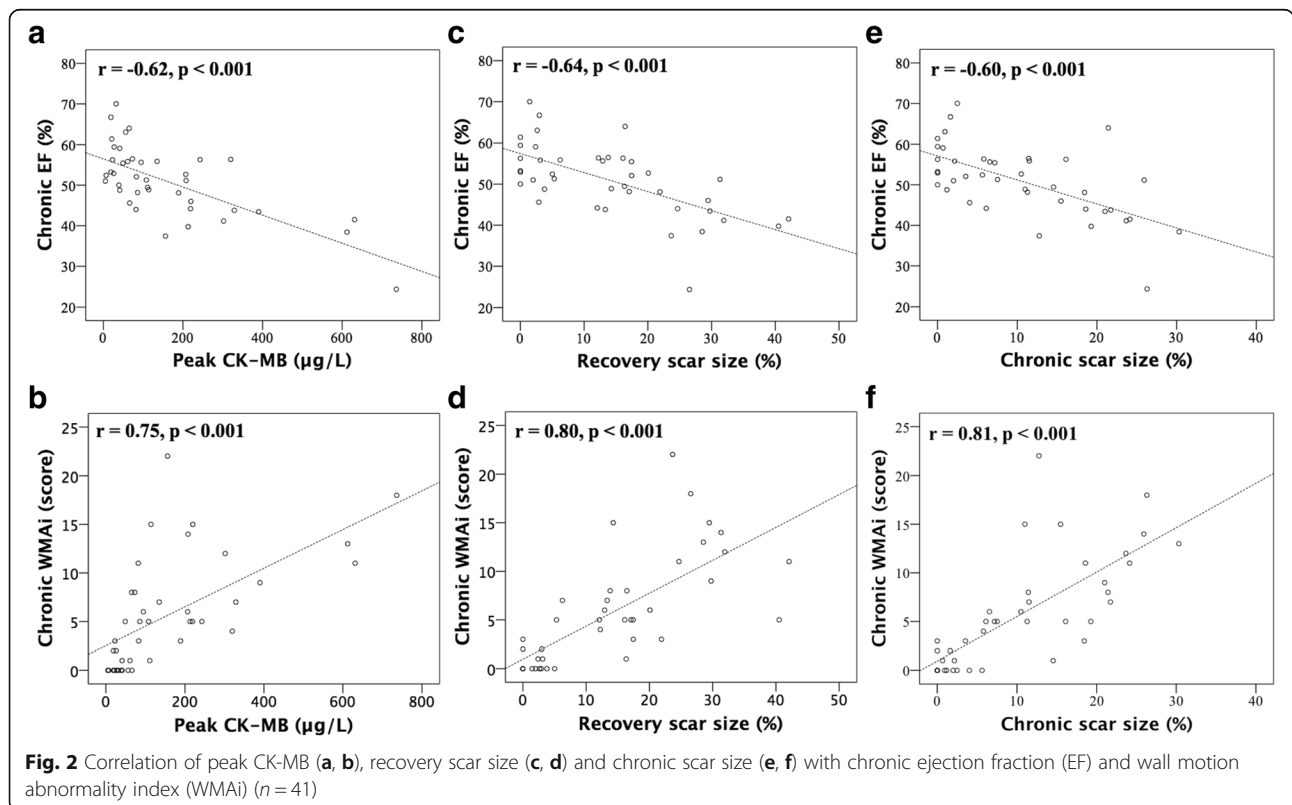 a
r = -0.62, p < 0.001
Chronic EF (%)
80
70
60
50
40
30
20
0 200 400 600 800
Peak CK-MB (µg/L)
c
r = -0.64, p < 0.001
Chronic EF (%)
80
70
60
50
40
30
20
0 10 20 30 40 50
Recovery scar size (%)
e
r = -0.60, p < 0.001
Chronic EF (%)
80
70
60
50
40
30
20
0 10 20 30 40
Chronic scar size (%)
b
r = 0.75, p < 0.001
Chronic WMAi (score)
25
20
15
10
5
0
0 200 400 600 800
Peak CK-MB (µg/L)
d
r = 0.80, p < 0.001
Chronic WMAi (score)
25
20
15
10
5
0
0 10 20 30 40 50
Recovery scar size (%)
f
r = 0.81, p < 0.001
Chronic WMAi (score)
25
20
15
10
5
0
0 10 20 30 40
Chronic scar size (%)
Fig. 2 Correlation of peak CK-MB (a, b), recovery scar size (c, d) and chronic scar size (e, f) with chronic ejection fraction (EF) and wall motion
abnormality index (WMAi) (n = 41)